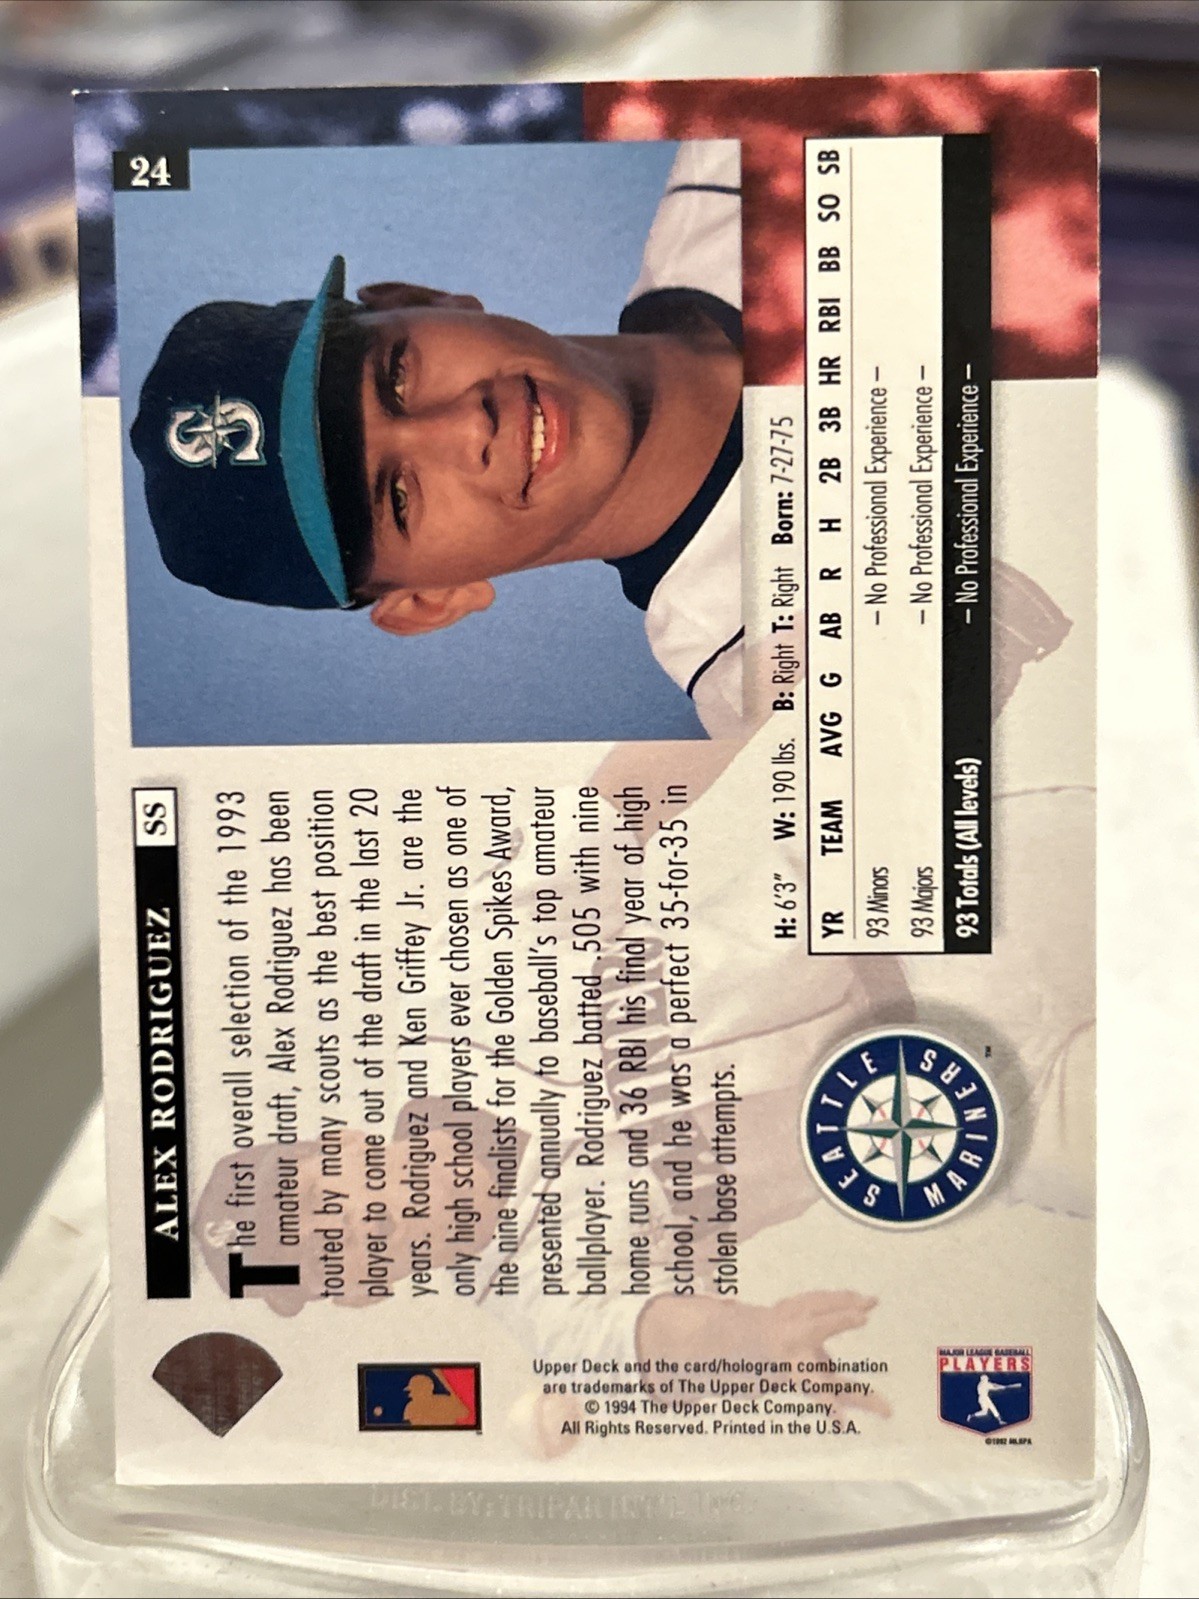 24
ALEX RODRIGUEZ SS
The first overall selection of the 1993
amateur draft, Alex Rodriguez has been
touted by many scouts as the best position
player to come out of the draft in the last 20
years. Rodriguez and Ken Griffey Jr. are the
only high school players ever chosen as one of
the nine finalists for the Golden Spikes Award,
presented annually to baseball's top amateur
ballplayer. Rodriguez batted .505 with nine
home runs and 36 RBI his final year of high
school, and he was a perfect 35-for-35 in
stolen base attempts.
H: 6'3" W: 190 lbs. B: Right T: Right Born: 7-27-75
YR TEAM AVG G AB R H 2B 3B HR RBI BB SO SB
93 Minors – No Professional Experience –
93 Majors – No Professional Experience –
93 Totals (All levels) – No Professional Experience –
SEATTLE
MARINERS
TM
Upper Deck and the card/hologram combination
are trademarks of The Upper Deck Company.
© 1994 The Upper Deck Company.
All Rights Reserved. Printed in the U.S.A.
MAJOR LEAGUE BASEBALL
PLAYERS
©1992 MLBPA
DIST. BY: TRIPAR INT'L, INC.